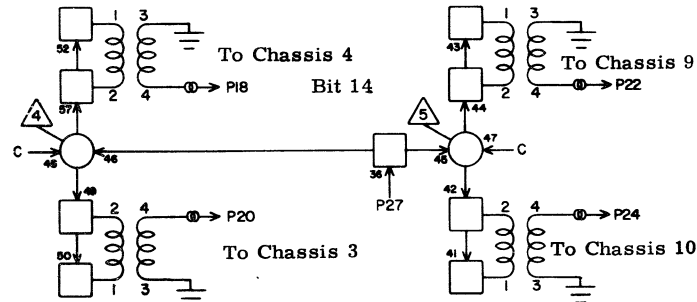 1 3
52
2 4
To Chassis 4
P18
Bit 14
57
4
C
45
46
49
2 4
P20
50
To Chassis 3
1 3
36
P27
1 3
43
To Chassis 9
2 4
P22
44
5
47
48
C
42
2 4
P24
41
To Chassis 10
1 3